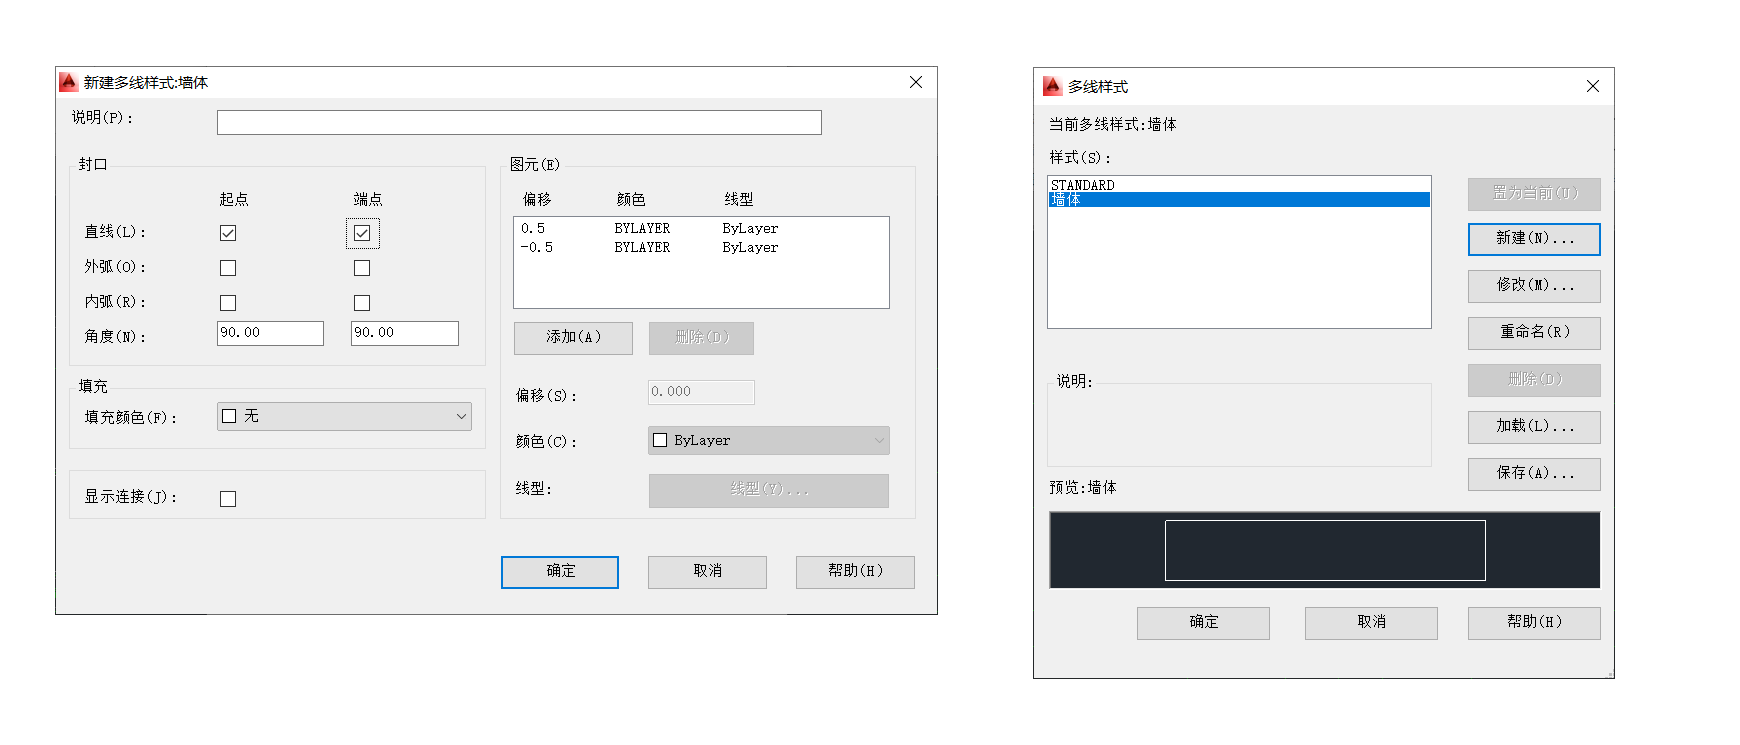 新建多线样式:墙体
说明(P):
封口
起点 端点
直线(L):
外弧(O):
内弧(R):
角度(N): 90.00 90.00
填充
填充颜色(F): 无
显示连接(J):
图元(E)
偏移 颜色 线型
0.5 BYLAYER ByLayer
-0.5 BYLAYER ByLayer
添加(A) 删除(D)
偏移(S): 0.000
颜色(C): ByLayer
线型: 线型(Y)...
确定 取消 帮助(H)
多线样式
当前多线样式:墙体
样式(S):
STANDARD
墙体
置为当前(U)
新建(N)...
修改(M)...
重命名(R)
删除(D)
加载(L)...
保存(A)...
说明:
预览:墙体
确定 取消 帮助(H)